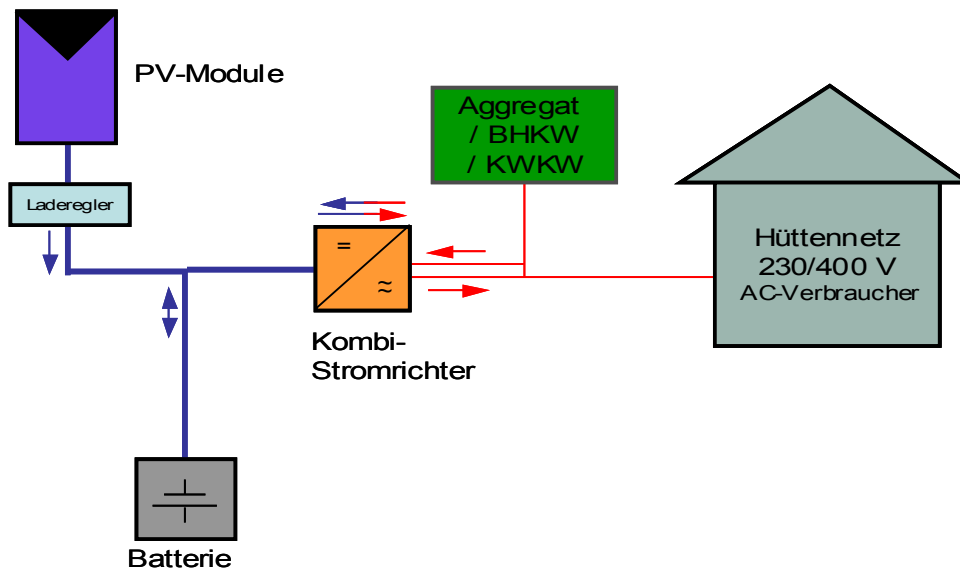 PV-Module
Laderegler
Aggregat
/ BHKW
/ KWKW
=
≈
Kombi-
Stromrichter
Hüttennetz
230/400 V
AC-Verbraucher
Batterie